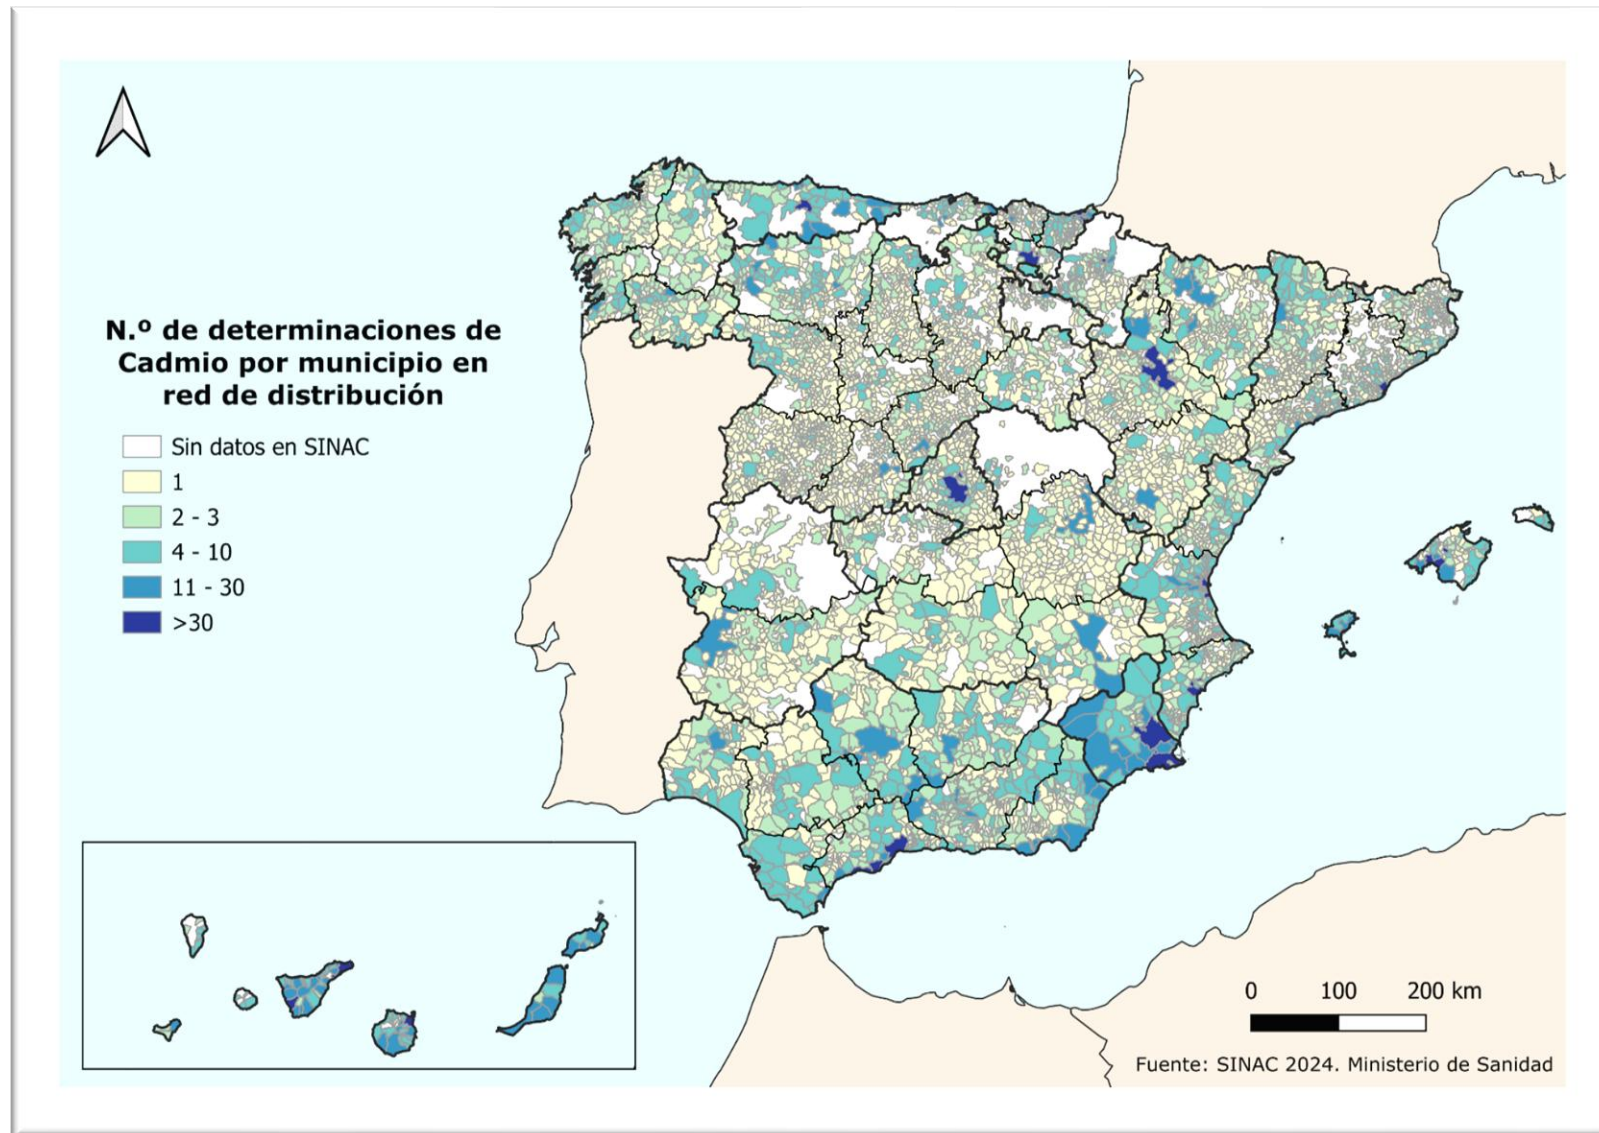 N.º de determinaciones de
Cadmio por municipio en
red de distribución
Sin datos en SINAC
1
2 - 3
4 - 10
11 - 30
>30
0 100 200 km
Fuente: SINAC 2024. Ministerio de Sanidad